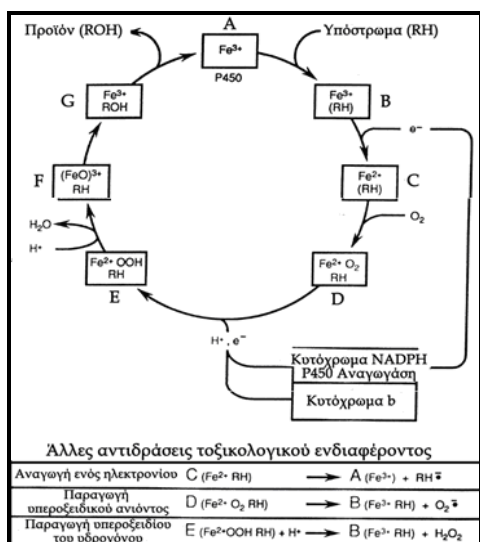 Προϊόν (ROH)
A
Υπόστρωμα (RH)
Fe³⁺
P450
Fe³⁺
ROH
G
Fe³⁺
(RH)
B
e⁻
(FeO)³⁺
RH
F
Fe²⁺
(RH)
C
H₂O
H⁺
O₂
Fe²⁺ OOH
RH
E
Fe²⁺ O₂
RH
D
H⁺, e⁻
Κυτόχρωμα NADPH
P450 Αναγωγάση
Κυτόχρωμα b
Άλλες αντιδράσεις τοξικολογικού ενδιαφέροντος
Αναγωγή ενός ηλεκτρονίου C (Fe²⁺ RH) → A (Fe³⁺) + RH•⁻
Παραγωγή
υπεροξειδικού ανιόντος D (Fe²⁺ O₂ RH) → B (Fe³⁺ RH) + O₂•⁻
Παραγωγή υπεροξειδίου
του υδρογόνου E (Fe²⁺OOH RH) + H⁺ → B (Fe³⁺ RH) + H₂O₂